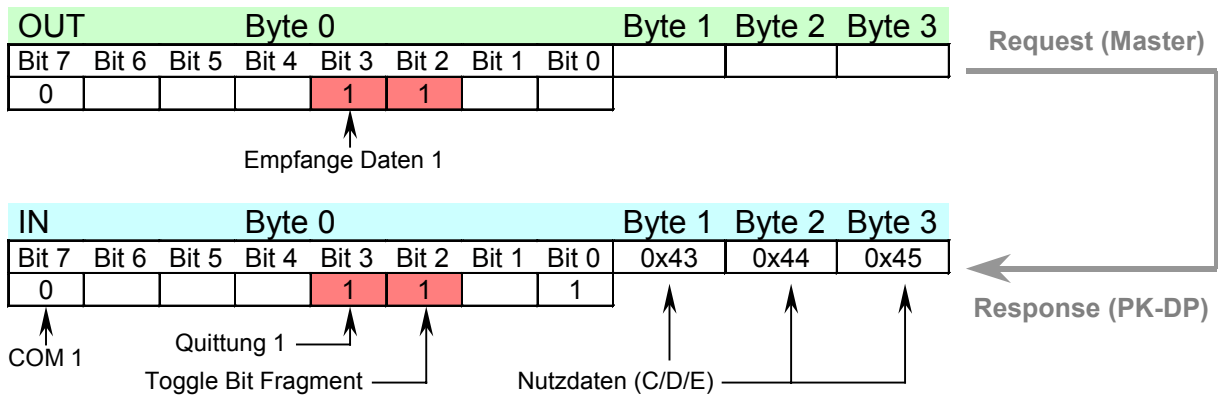 OUT Byte 0 Byte 1 Byte 2 Byte 3
Request (Master)
Bit 7 Bit 6 Bit 5 Bit 4 Bit 3 Bit 2 Bit 1 Bit 0
0 1 1
Empfange Daten 1
IN Byte 0 Byte 1 Byte 2 Byte 3
Bit 7 Bit 6 Bit 5 Bit 4 Bit 3 Bit 2 Bit 1 Bit 0 0x43 0x44 0x45
0 1 1 1
Response (PK-DP)
Quittung 1
COM 1
Toggle Bit Fragment Nutzdaten (C/D/E)